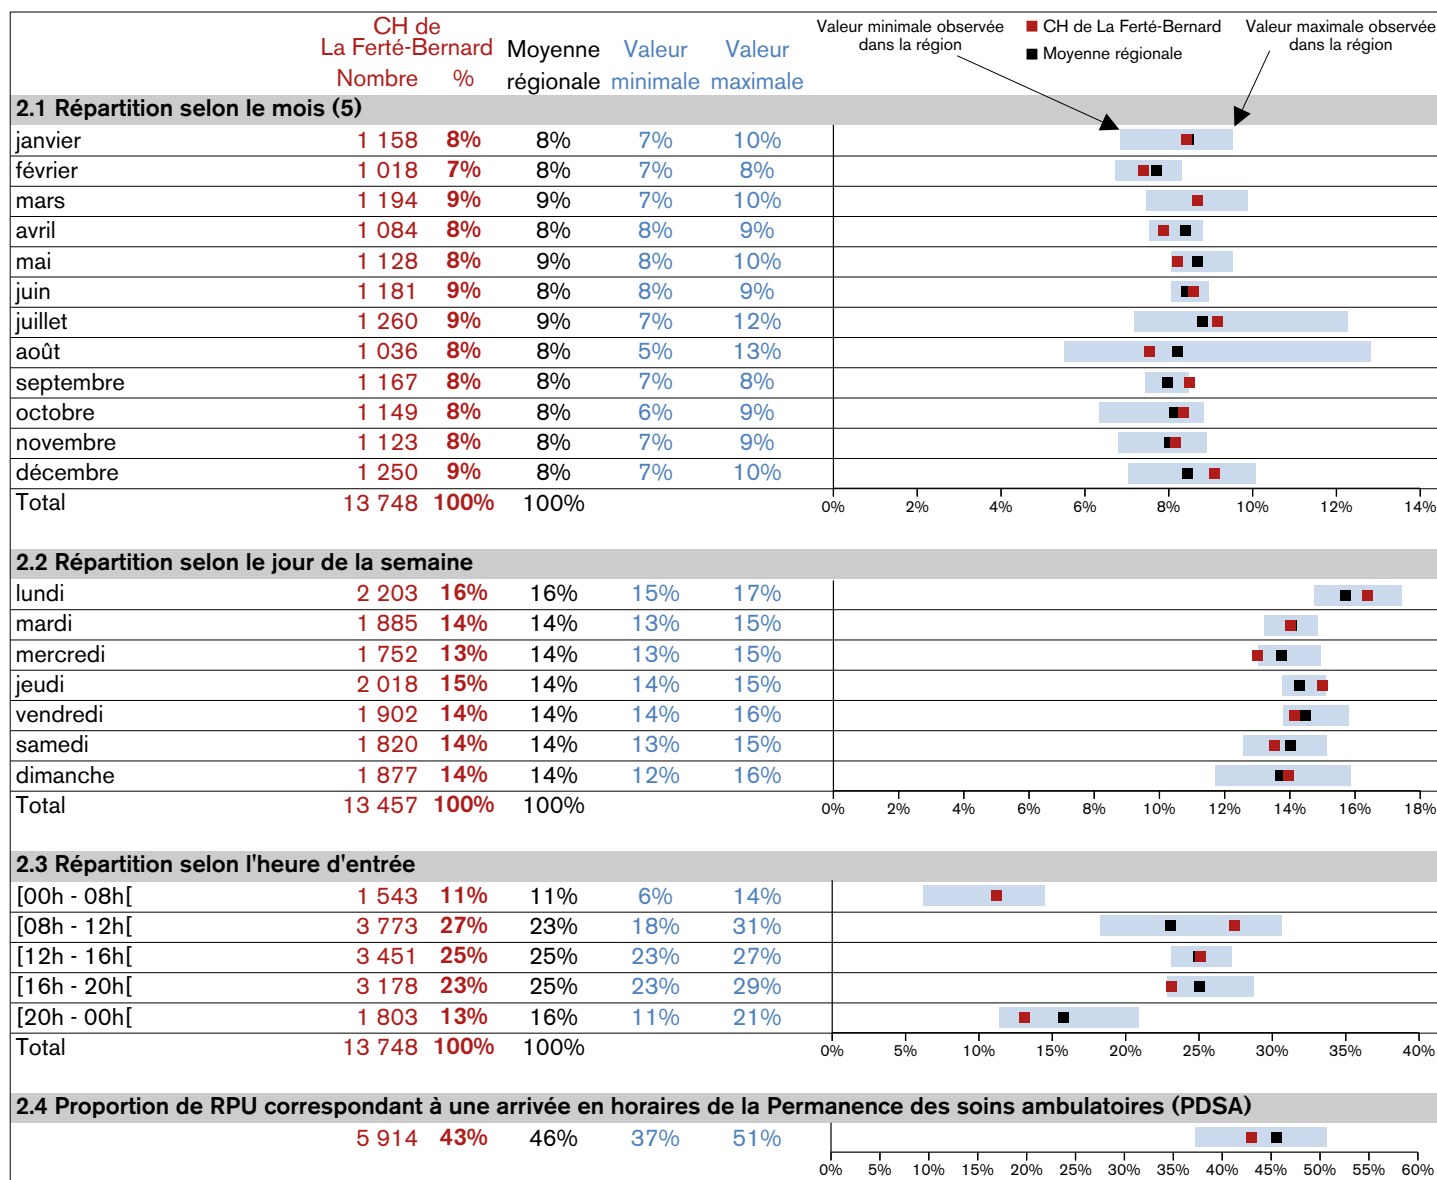 CH de
La Ferté-Bernard Moyenne Valeur Valeur
Nombre % régionale minimale maximale
Valeur minimale observée dans la région
CH de La Ferté-Bernard
Moyenne régionale
Valeur maximale observée dans la région
2.1 Répartition selon le mois (5)
janvier 1 158 8% 8% 7% 10%
février 1 018 7% 8% 7% 8%
mars 1 194 9% 9% 7% 10%
avril 1 084 8% 8% 8% 9%
mai 1 128 8% 9% 8% 10%
juin 1 181 9% 8% 8% 9%
juillet 1 260 9% 9% 7% 12%
août 1 036 8% 8% 5% 13%
septembre 1 167 8% 8% 7% 8%
octobre 1 149 8% 8% 6% 9%
novembre 1 123 8% 8% 7% 9%
décembre 1 250 9% 8% 7% 10%
Total 13 748 100% 100%
0% 2% 4% 6% 8% 10% 12% 14%
2.2 Répartition selon le jour de la semaine
lundi 2 203 16% 16% 15% 17%
mardi 1 885 14% 14% 13% 15%
mercredi 1 752 13% 14% 13% 15%
jeudi 2 018 15% 14% 14% 15%
vendredi 1 902 14% 14% 14% 16%
samedi 1 820 14% 14% 13% 15%
dimanche 1 877 14% 14% 12% 16%
Total 13 457 100% 100%
0% 2% 4% 6% 8% 10% 12% 14% 16% 18%
2.3 Répartition selon l'heure d'entrée
[00h - 08h[ 1 543 11% 11% 6% 14%
[08h - 12h[ 3 773 27% 23% 18% 31%
[12h - 16h[ 3 451 25% 25% 23% 27%
[16h - 20h[ 3 178 23% 25% 23% 29%
[20h - 00h[ 1 803 13% 16% 11% 21%
Total 13 748 100% 100%
0% 5% 10% 15% 20% 25% 30% 35% 40%
2.4 Proportion de RPU correspondant à une arrivée en horaires de la Permanence des soins ambulatoires (PDSA)
5 914 43% 46% 37% 51%
0% 5% 10% 15% 20% 25% 30% 35% 40% 45% 50% 55% 60%